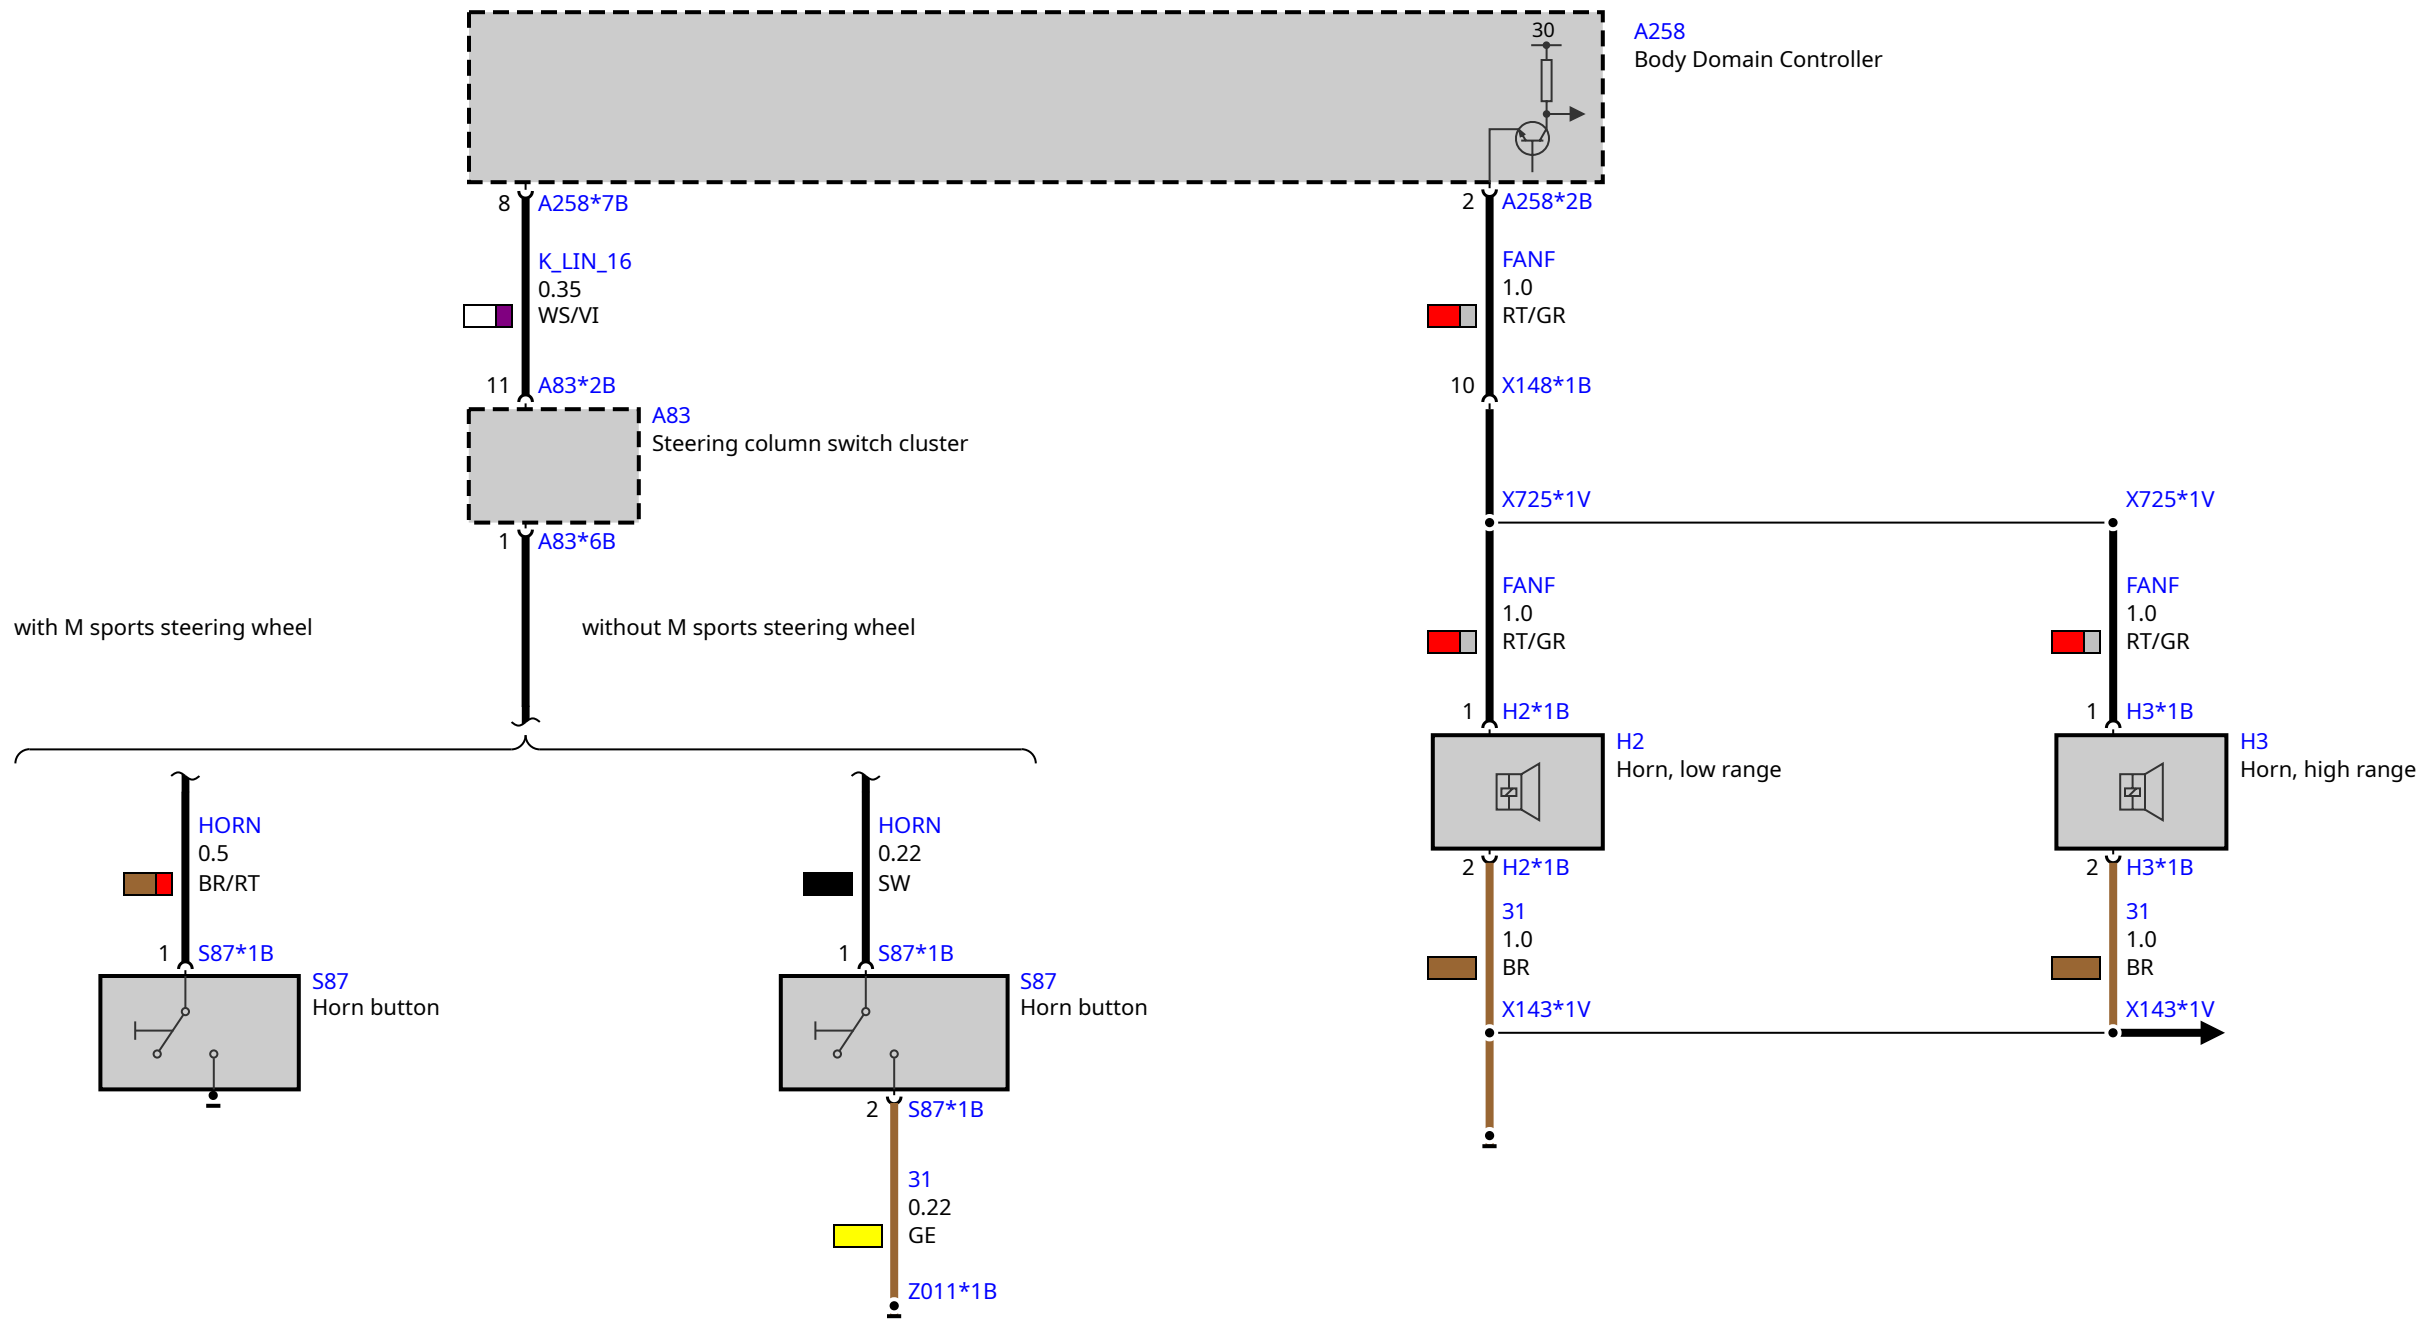 30
A258
Body Domain Controller
8 A258*7B
2 A258*2B
K_LIN_16
0.35
WS/VI
FANF
1.0
RT/GR
11 A83*2B
10 X148*1B
A83
Steering column switch cluster
X725*1V
X725*1V
1 A83*6B
with M sports steering wheel
without M sports steering wheel
FANF
1.0
RT/GR
FANF
1.0
RT/GR
1 H2*1B
1 H3*1B
H2
Horn, low range
H3
Horn, high range
HORN
0.5
BR/RT
HORN
0.22
SW
2 H2*1B
2 H3*1B
31
1.0
BR
31
1.0
BR
1 S87*1B
1 S87*1B
S87
Horn button
S87
Horn button
X143*1V
X143*1V
2 S87*1B
31
0.22
GE
Z011*1B